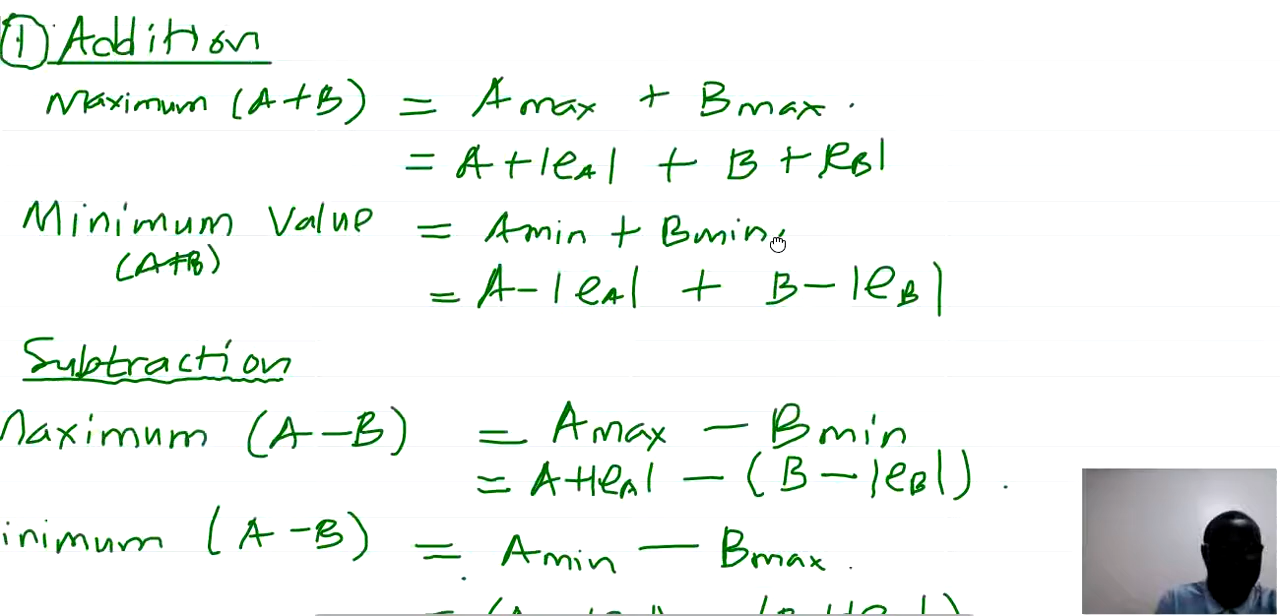 ① Addition
Maximum (A+B) = Amax + Bmax.
= A+|eA| + B + |eB|
Minimum Value = Amin + Bmin.
(A+B)
= A-|eA| + B-|eB|
Subtraction
Maximum (A-B) = Amax - Bmin
= A+|eA| - (B-|eB|).
inimum (A-B) = Amin - Bmax.